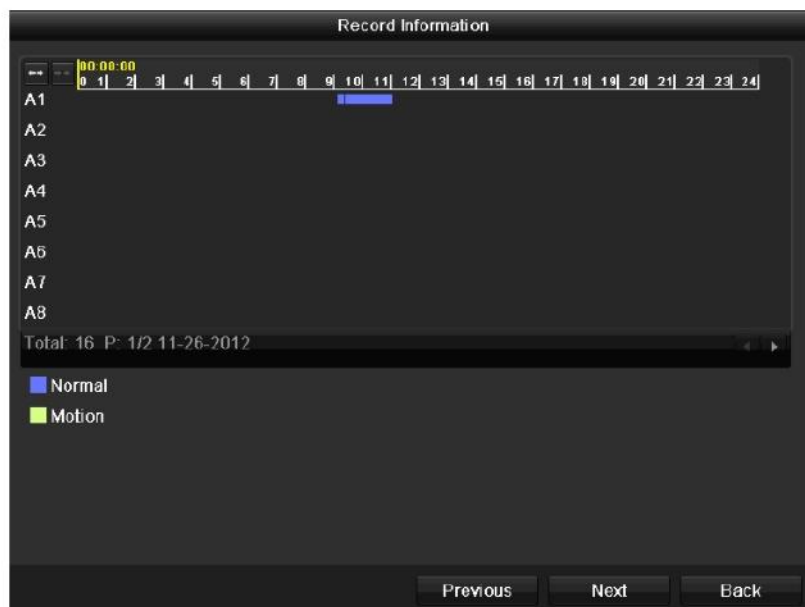 Record Information
00:00:00
0 1 2 3 4 5 6 7 8 9 10 11 12 13 14 15 16 17 18 19 20 21 22 23 24
A1
A2
A3
A4
A5
A6
A7
A8
Total: 16 P: 1/2 11-26-2012
Normal
Motion
Previous Next Back